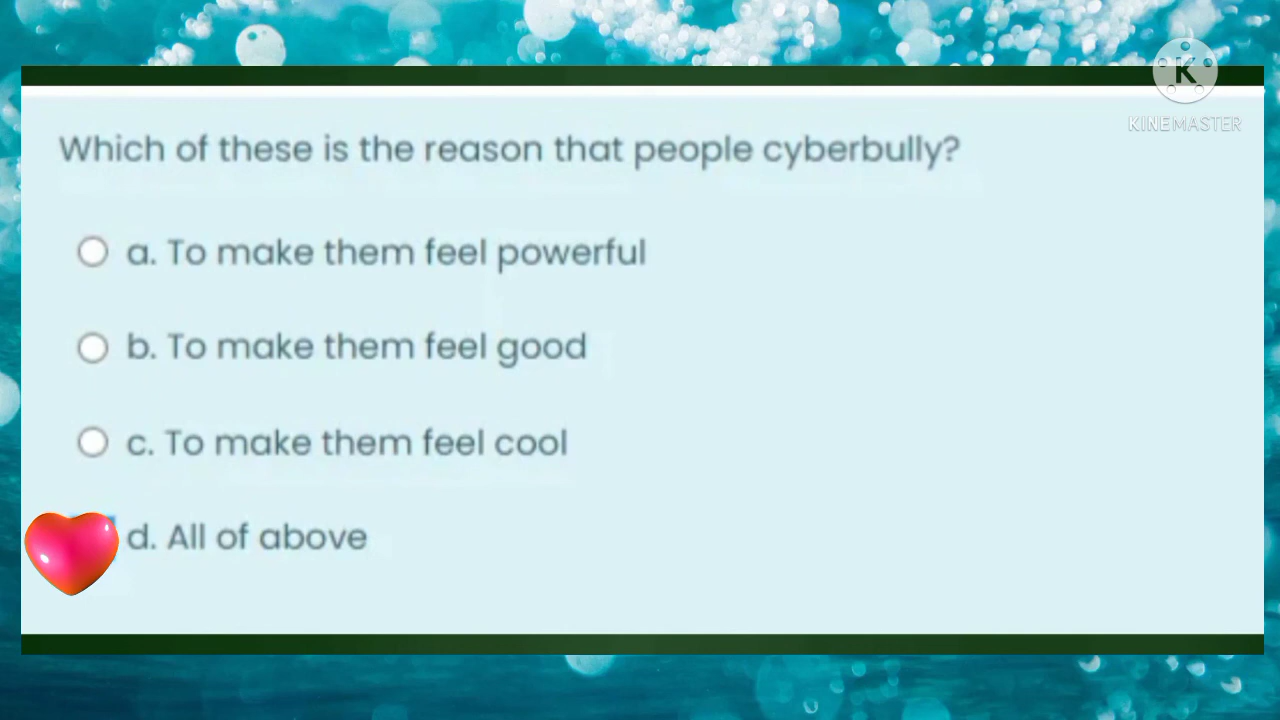 K
KINEMASTER
Which of these is the reason that people cyberbully?
a. To make them feel powerful
b. To make them feel good
c. To make them feel cool
d. All of above